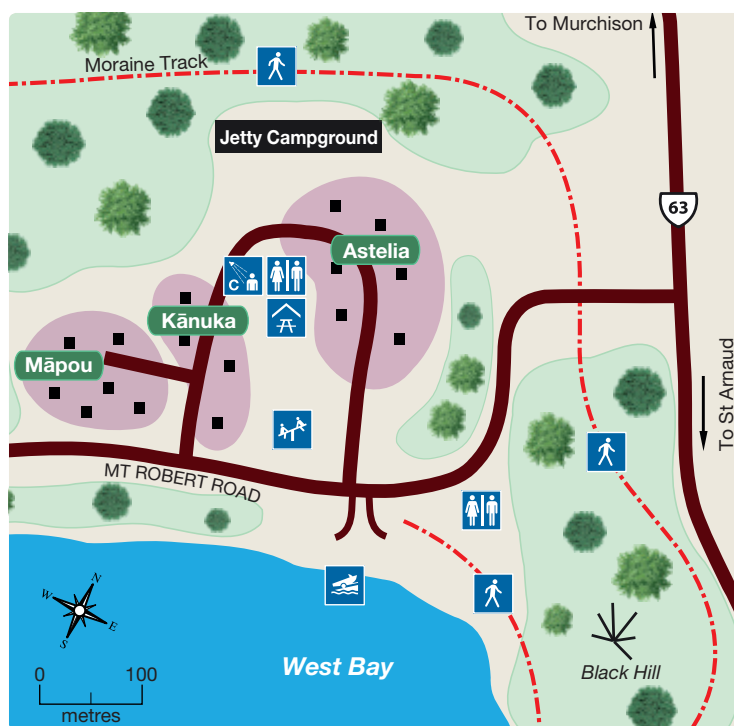 To Murchison
Moraine Track
Jetty Campground
63
Astelia
C
Kānuka
Māpou
To St Arnaud
MT ROBERT ROAD
N
W
E
S
West Bay
Black Hill
0 100
metres